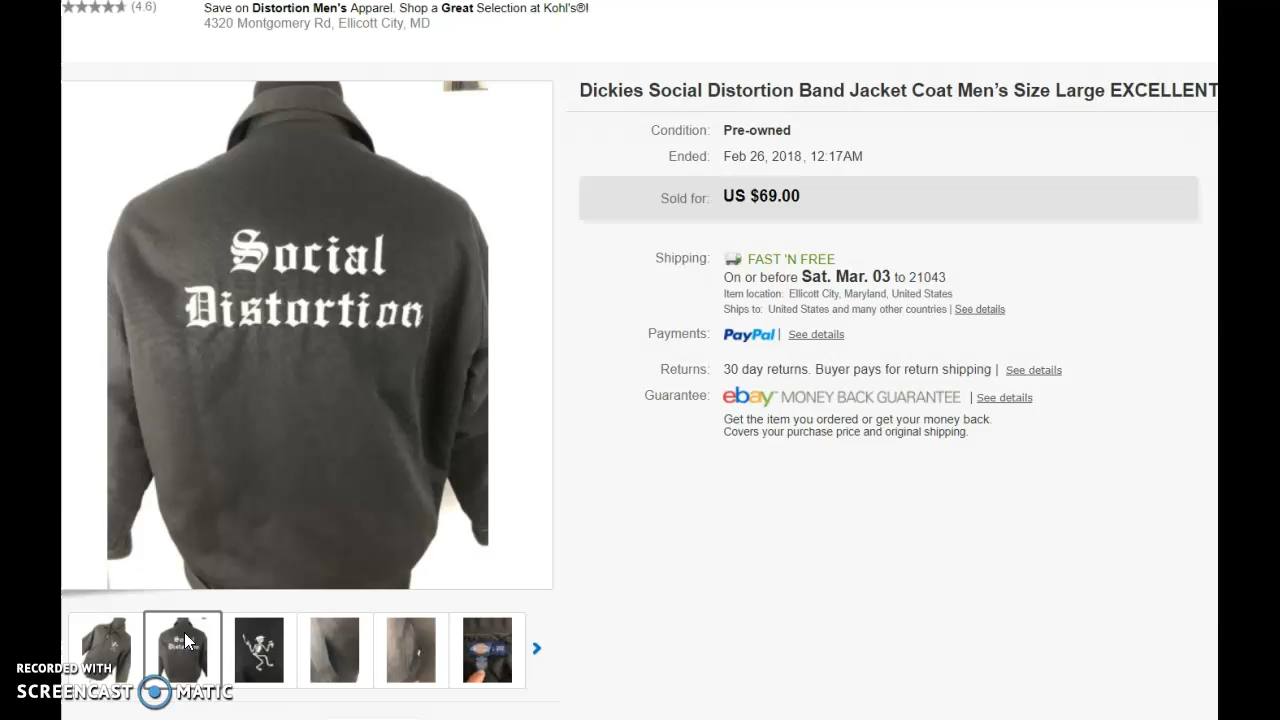 (4.6)
Save on Distortion Men's Apparel. Shop a Great Selection at Kohl's®!
4320 Montgomery Rd, Ellicott City, MD
Social
Distortion
Dickies Social Distortion Band Jacket Coat Men's Size Large EXCELLENT
Condition: Pre-owned
Ended: Feb 26, 2018, 12:17AM
Sold for: US $69.00
Shipping: FAST 'N FREE
On or before Sat. Mar. 03 to 21043
Item location: Ellicott City, Maryland, United States
Ships to: United States and many other countries | See details
Payments: PayPal | See details
Returns: 30 day returns. Buyer pays for return shipping | See details
Guarantee: ebay MONEY BACK GUARANTEE | See details
Get the item you ordered or get your money back.
Covers your purchase price and original shipping.
RECORDED WITH
SCREENCAST MATIC